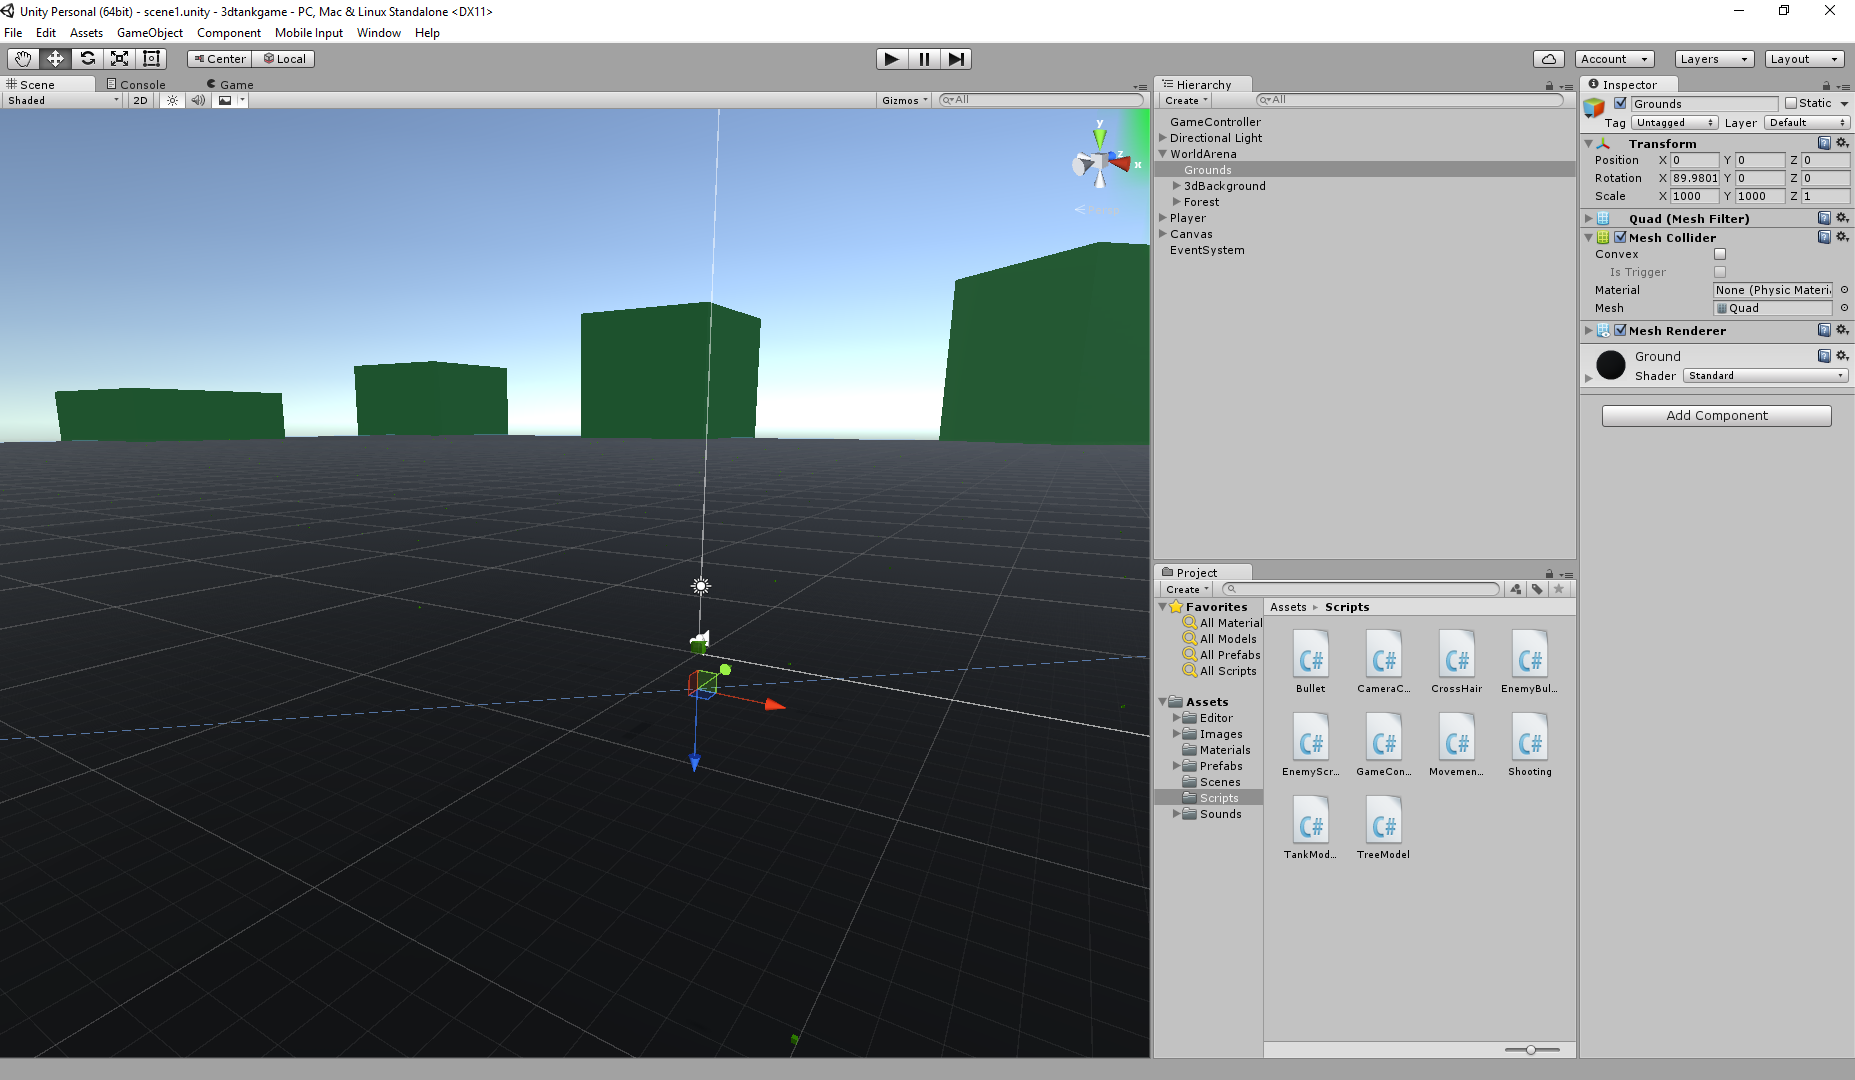 Unity Personal (64bit) - scene1.unity - 3dtankgame - PC, Mac & Linux Standalone <DX11>
File Edit Assets GameObject Component Mobile Input Window Help
Center Local Account Layers Layout
Scene Console Game
Shaded 2D Gizmos All
y
z
x
Persp
Hierarchy
Create All
GameController
Directional Light
WorldArena
Grounds
3dBackground
Forest
Player
Canvas
EventSystem
Project
Create
Favorites
All Material
All Models
All Prefabs
All Scripts
Assets
Editor
Images
Materials
Prefabs
Scenes
Scripts
Sounds
Assets Scripts
C# C# C# C#
Bullet CameraC... CrossHair EnemyBul...
C# C# C# C#
EnemyScr... GameCon... Movemen... Shooting
C# C#
TankMod... TreeModel
Inspector
Grounds Static
Tag Untagged Layer Default
Transform
Position X 0 Y 0 Z 0
Rotation X 89.9801 Y 0 Z 0
Scale X 1000 Y 1000 Z 1
Quad (Mesh Filter)
Mesh Collider
Convex
Is Trigger
Material None (Physic Materi
Mesh Quad
Mesh Renderer
Ground
Shader Standard
Add Component